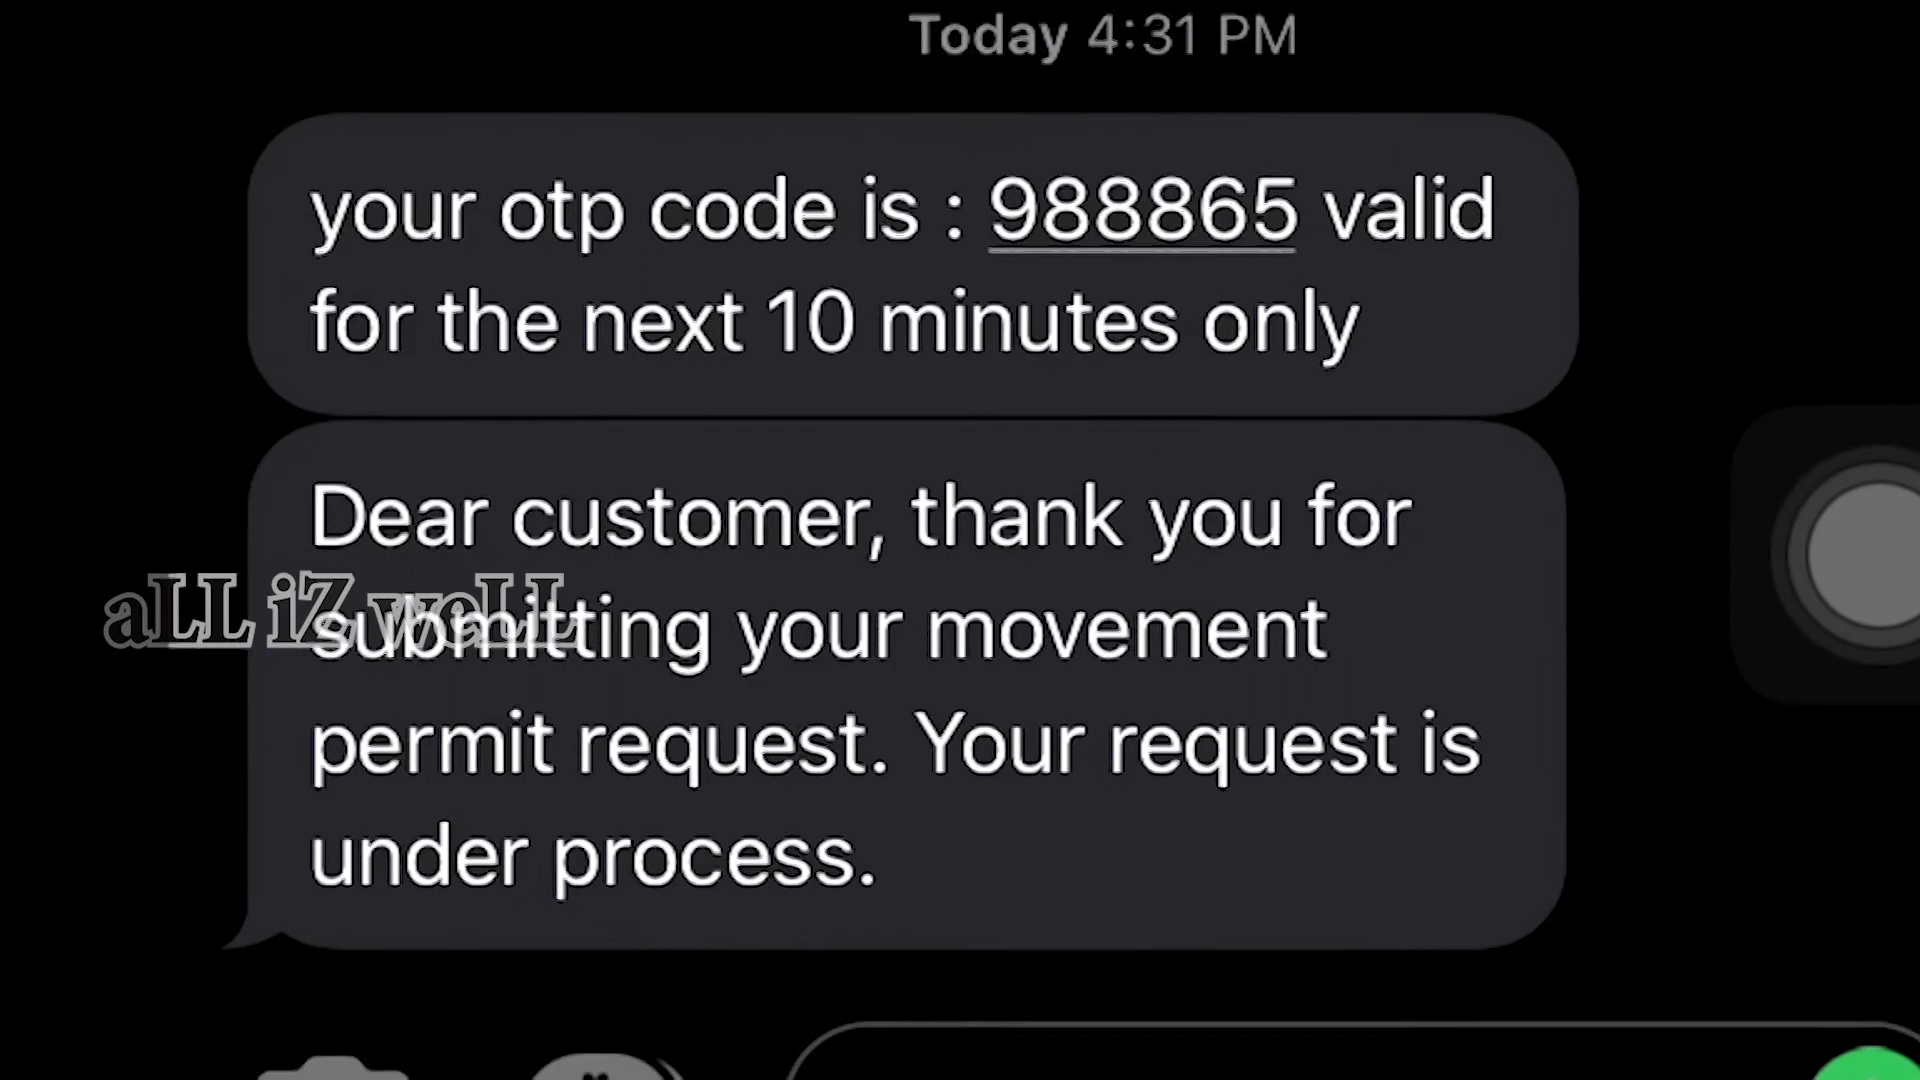 Today 4:31 PM
your otp code is : 988865 valid
for the next 10 minutes only
Dear customer, thank you for
aLL iZ weLL
submitting your movement
permit request. Your request is
under process.